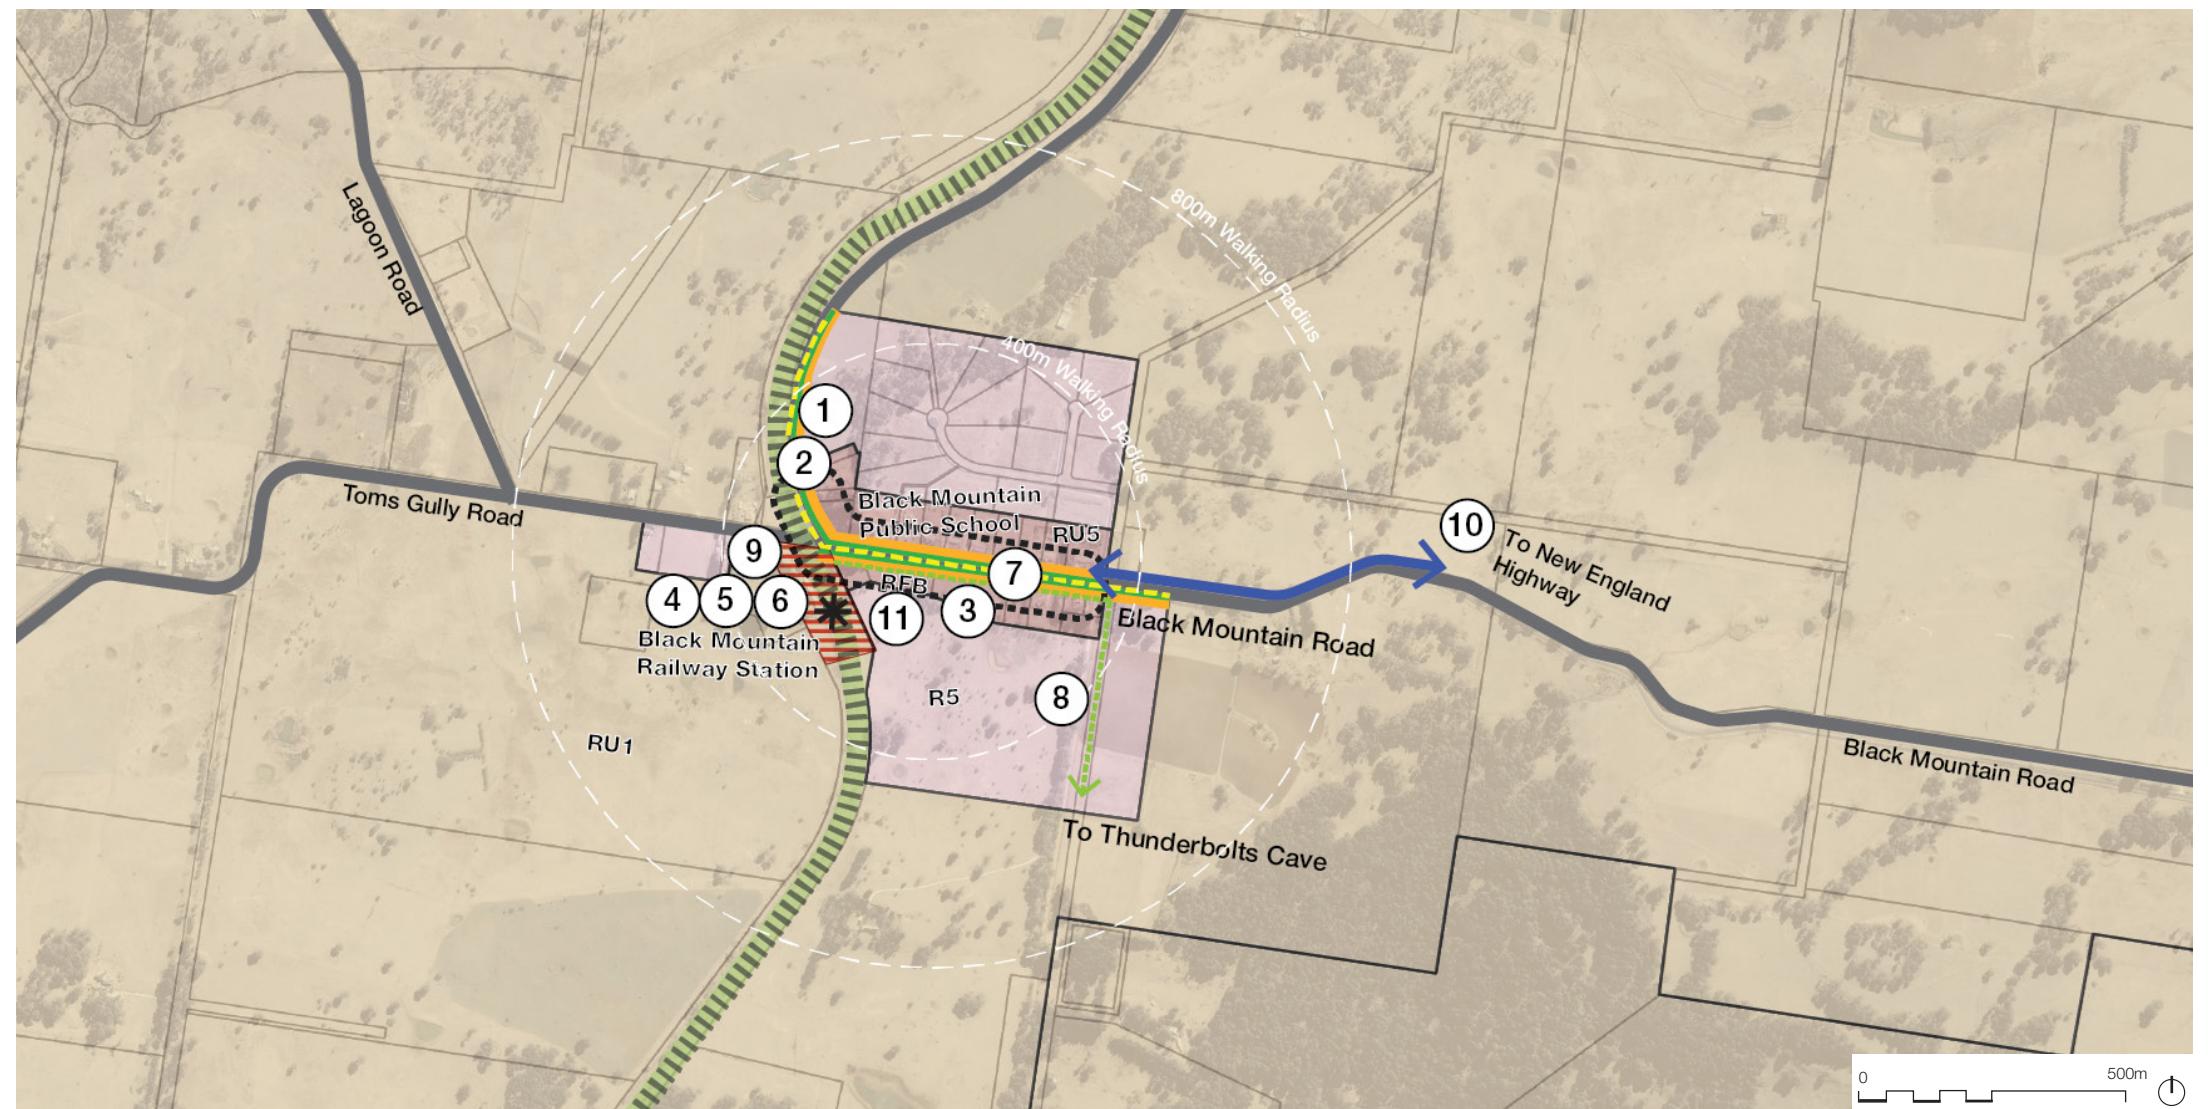 800m Walking Radius
Lagoon Road
400m Walking Radius
1
2
Black Mountain
Public School
RU5
10
To New England
Highway
Toms Gully Road
9
7
RFB
4
5
6
11
3
Black Mountain Road
Black Mountain
Railway Station
R5
8
RU1
Black Mountain Road
To Thunderbolts Cave
0
500m